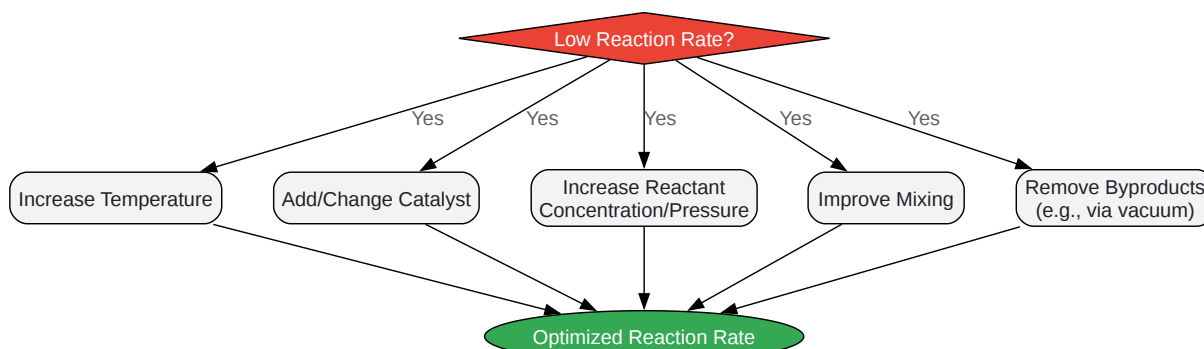 Low Reaction Rate?
Yes
Yes
Yes
Yes
Yes
Increase Temperature
Add/Change Catalyst
Increase Reactant
Concentration/Pressure
Improve Mixing
Remove Byproducts
(e.g., via vacuum)
Optimized Reaction Rate